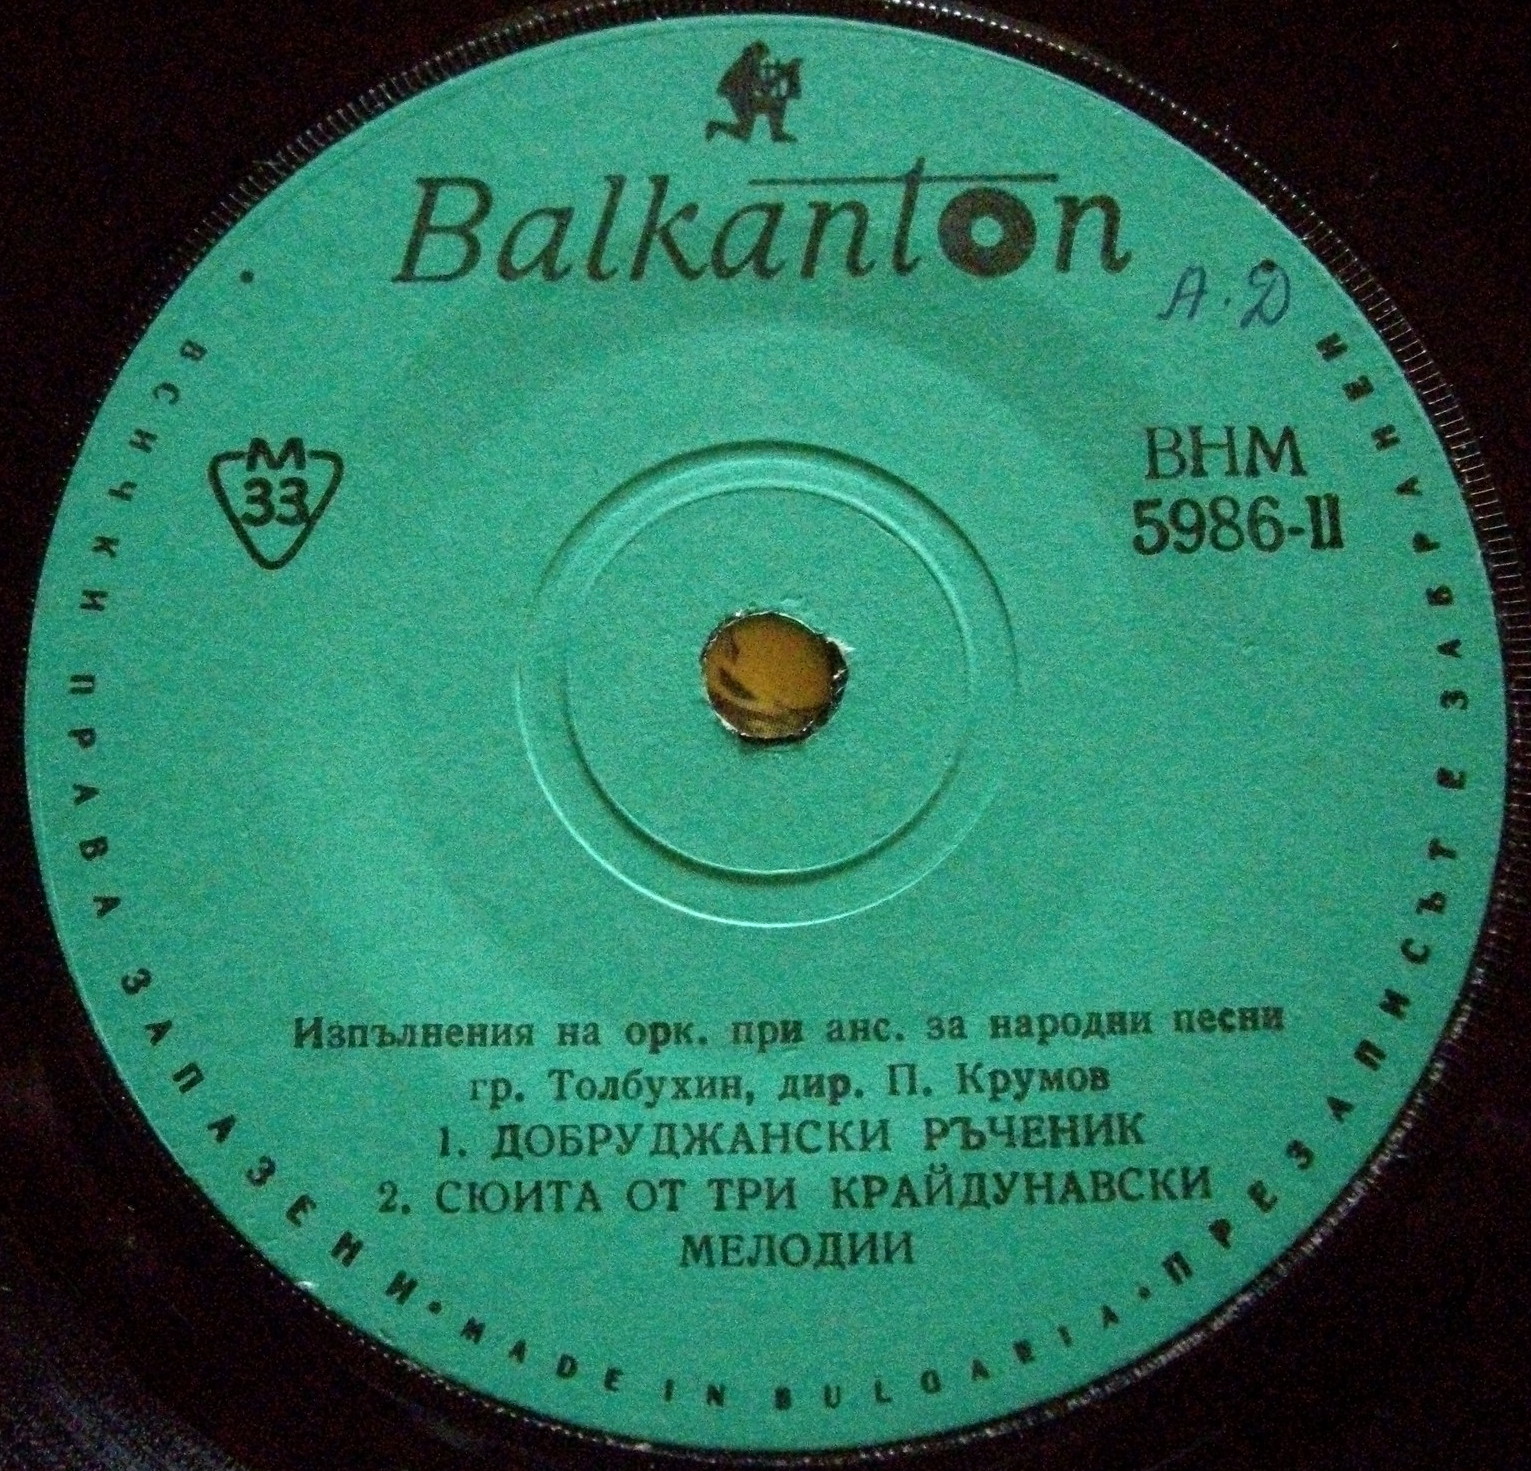 Balkanton
А.Д
М
33
ВНМ
5986-II
Изпълнения на орк. при анс. за народни песни
гр. Толбухин, дир. П. Крумов
1. ДОБРУДЖАНСКИ РЪЧЕНИК
2. СЮИТА ОТ ТРИ КРАЙДУНАВСКИ
МЕЛОДИИ
• ВСИЧКИ ПРАВА ЗАПАЗЕНИ • MADE IN BULGARIA • ПРЕЗАПИСЪТ Е ЗАБРАНЕН